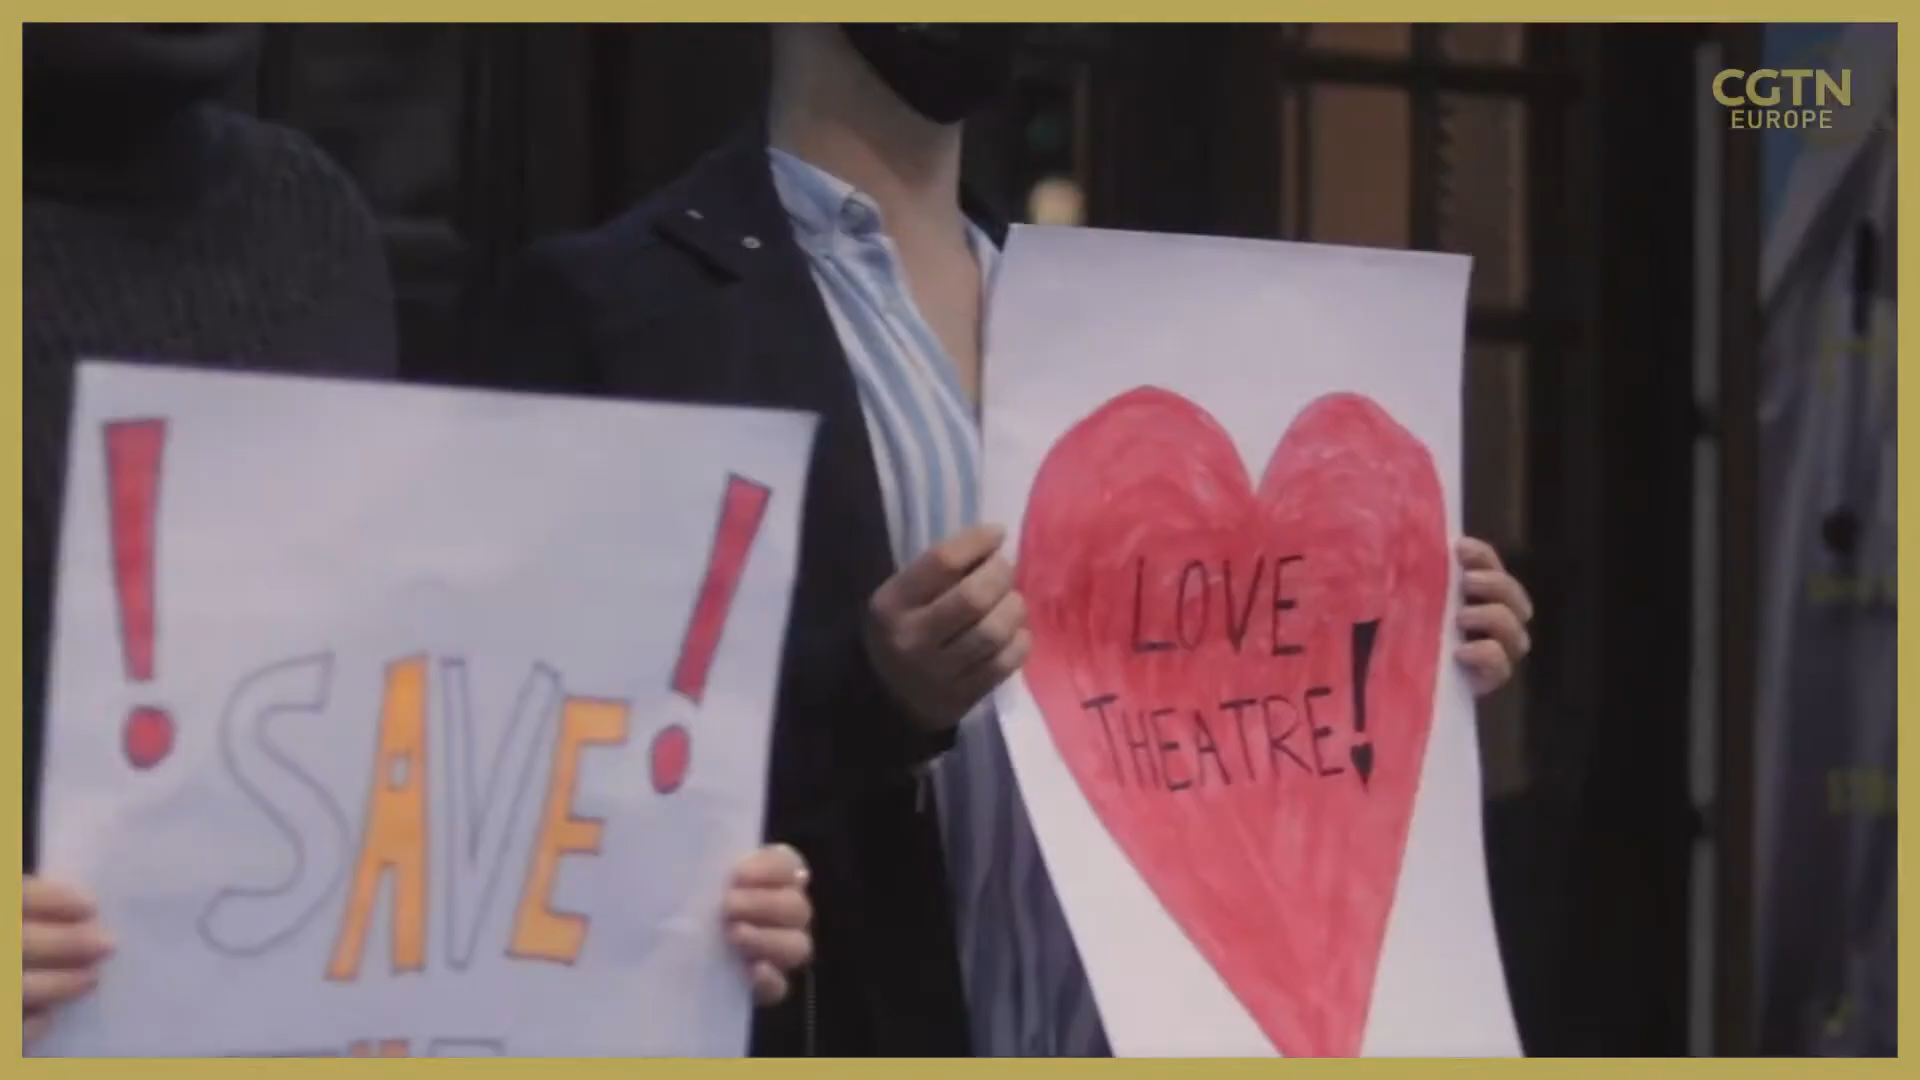 CGTN
EUROPE
! SAVE !
LOVE
THEATRE!